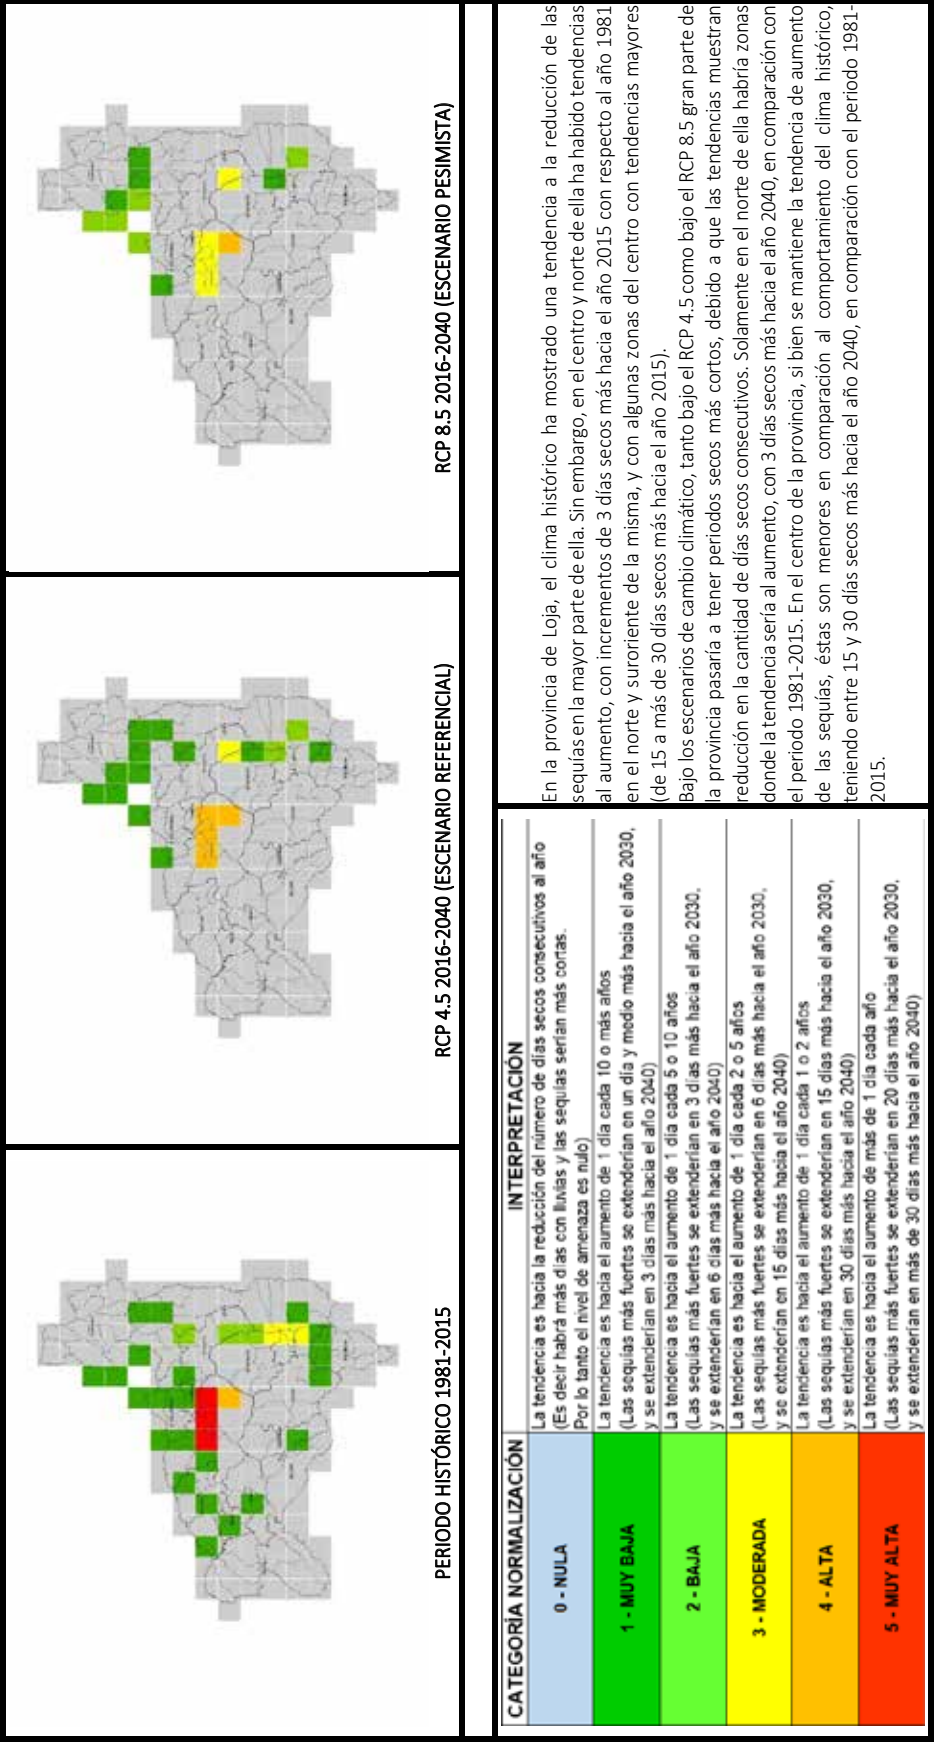 PERIODO HISTÓRICO 1981-2015
RCP 4.5 2016-2040 (ESCENARIO REFERENCIAL)
RCP 8.5 2016-2040 (ESCENARIO PESIMISTA)
CATEGORÍA NORMALIZACIÓN
INTERPRETACIÓN
0 - NULA
La tendencia es hacia la reducción del número de días secos consecutivos al año
(Es decir habrá más días con lluvias y las sequías serían más cortas.
Por lo tanto el nivel de amenaza es nulo)
1 - MUY BAJA
La tendencia es hacia el aumento de 1 día cada 10 o más años
(Las sequías más fuertes se extenderían en un día y medio más hacia el año 2030,
y se extenderían en 3 días más hacia el año 2040)
2 - BAJA
La tendencia es hacia el aumento de 1 día cada 5 o 10 años
(Las sequías más fuertes se extenderían en 3 días más hacia el año 2030,
y se extenderían en 6 días más hacia el año 2040)
3 - MODERADA
La tendencia es hacia el aumento de 1 día cada 2 o 5 años
(Las sequías más fuertes se extenderían en 6 días más hacia el año 2030,
y se extenderían en 15 días más hacia el año 2040)
4 - ALTA
La tendencia es hacia el aumento de 1 día cada 1 o 2 años
(Las sequías más fuertes se extenderían en 15 días más hacia el año 2030,
y se extenderían en 30 días más hacia el año 2040)
5 - MUY ALTA
La tendencia es hacia el aumento de más de 1 día cada año
(Las sequías más fuertes se extenderían en 20 días más hacia el año 2030,
y se extenderían en más de 30 días más hacia el año 2040)
En la provincia de Loja, el clima histórico ha mostrado una tendencia a la reducción de las
sequías en la mayor parte de ella. Sin embargo, en el centro y norte de ella ha habido tendencias
al aumento, con incrementos de 3 días secos más hacia el año 2015 con respecto al año 1981
en el norte y suroriente de la misma, y con algunas zonas del centro con tendencias mayores
(de 15 a más de 30 días secos más hacia el año 2015).
Bajo los escenarios de cambio climático, tanto bajo el RCP 4.5 como bajo el RCP 8.5 gran parte de
la provincia pasaría a tener periodos secos más cortos, debido a que las tendencias muestran
reducción en la cantidad de días secos consecutivos. Solamente en el norte de ella habría zonas
donde la tendencia sería al aumento, con 3 días secos más hacia el año 2040, en comparación con
el periodo 1981-2015. En el centro de la provincia, si bien se mantiene la tendencia de aumento
de las sequías, éstas son menores en comparación al comportamiento del clima histórico,
teniendo entre 15 y 30 días secos más hacia el año 2040, en comparación con el periodo 1981-
2015.